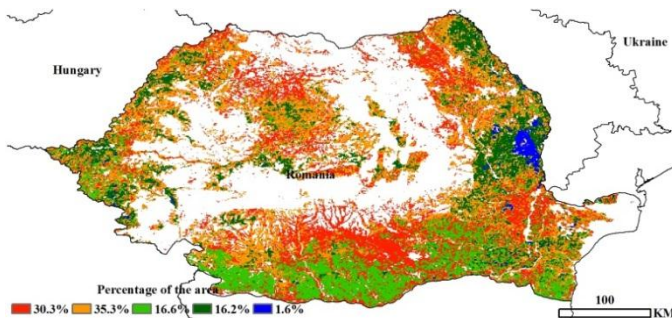 Ukraine
Hungary
Romania
Percentage of the area
30.3% 35.3% 16.6% 16.2% 1.6%
100
KM